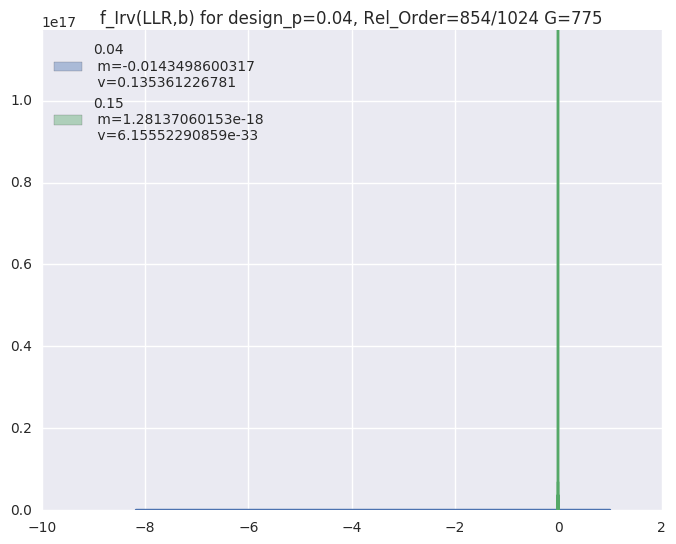 f_Irv(LLR,b) for design_p=0.04, Rel_Order=854/1024 G=775
1e17
0.04
m=-0.0143498600317
v=0.135361226781
0.15
m=1.28137060153e-18
v=6.15552290859e-33
1.0
0.8
0.6
0.4
0.2
0.0
−10 −8 −6 −4 −2 0 2